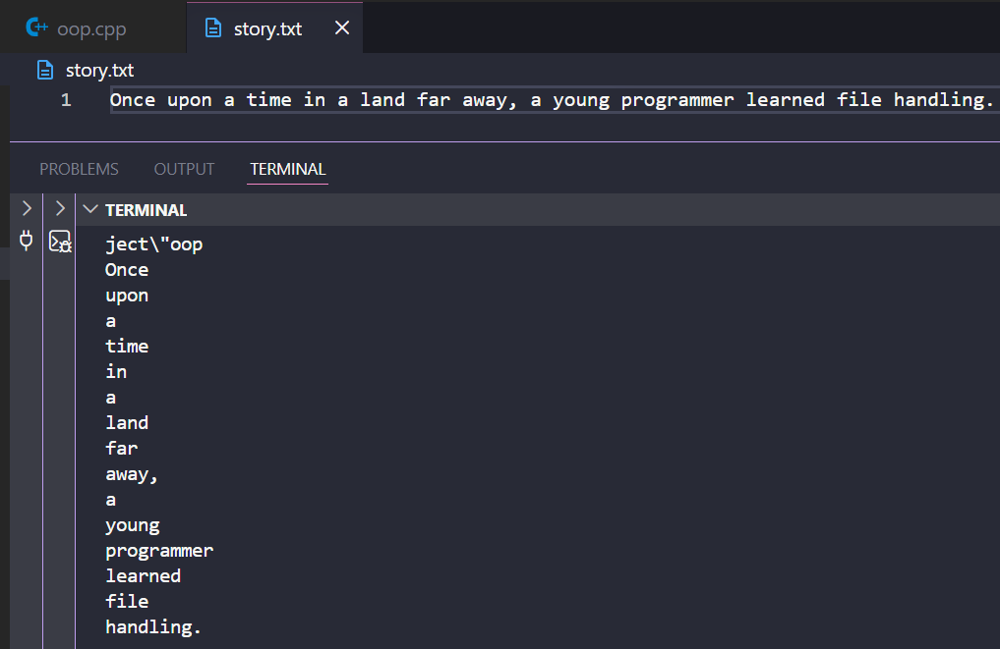 oop.cpp
story.txt
story.txt
1 Once upon a time in a land far away, a young programmer learned file handling.
PROBLEMS OUTPUT TERMINAL
TERMINAL
ject\"oop
Once
upon
a
time
in
a
land
far
away,
a
young
programmer
learned
file
handling.